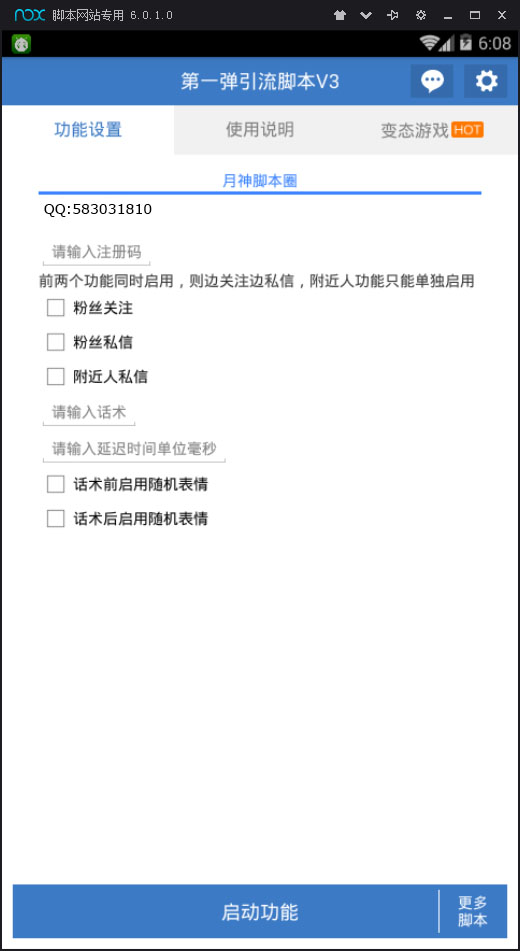 nox 脚本网站专用 6.0.1.0
6:08
第一弹引流脚本V3
功能设置 使用说明 变态游戏 HOT
月神脚本圈
QQ:583031810
请输入注册码
前两个功能同时启用，则边关注边私信，附近人功能只能单独启用
粉丝关注
粉丝私信
附近人私信
请输入话术
请输入延迟时间单位毫秒
话术前启用随机表情
话术后启用随机表情
启动功能
更多
脚本